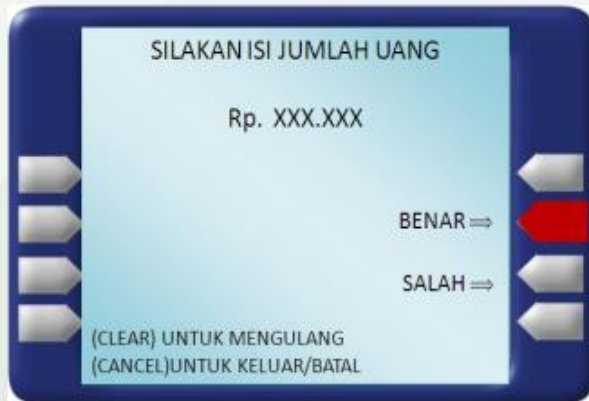 SILAKAN ISI JUMLAH UANG
Rp. XXX.XXX
BENAR ⇒
SALAH ⇒
(CLEAR) UNTUK MENGULANG
(CANCEL)UNTUK KELUAR/BATAL